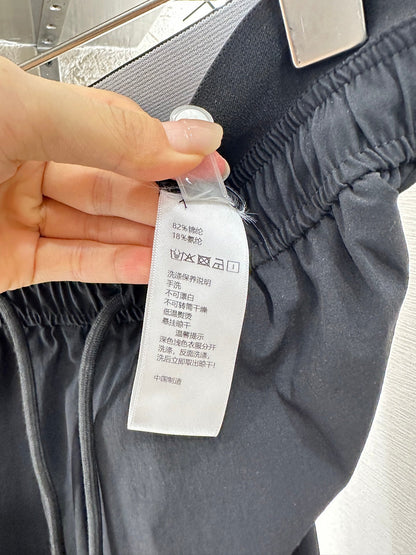 82%锦纶
18%氨纶
洗涤保养说明
手洗
不可漂白
不可转筒干燥
低温熨烫
悬挂晾干
温馨提示
深色浅色衣服分开
洗涤，反面洗涤，
洗后立即取出晾干！
中国制造